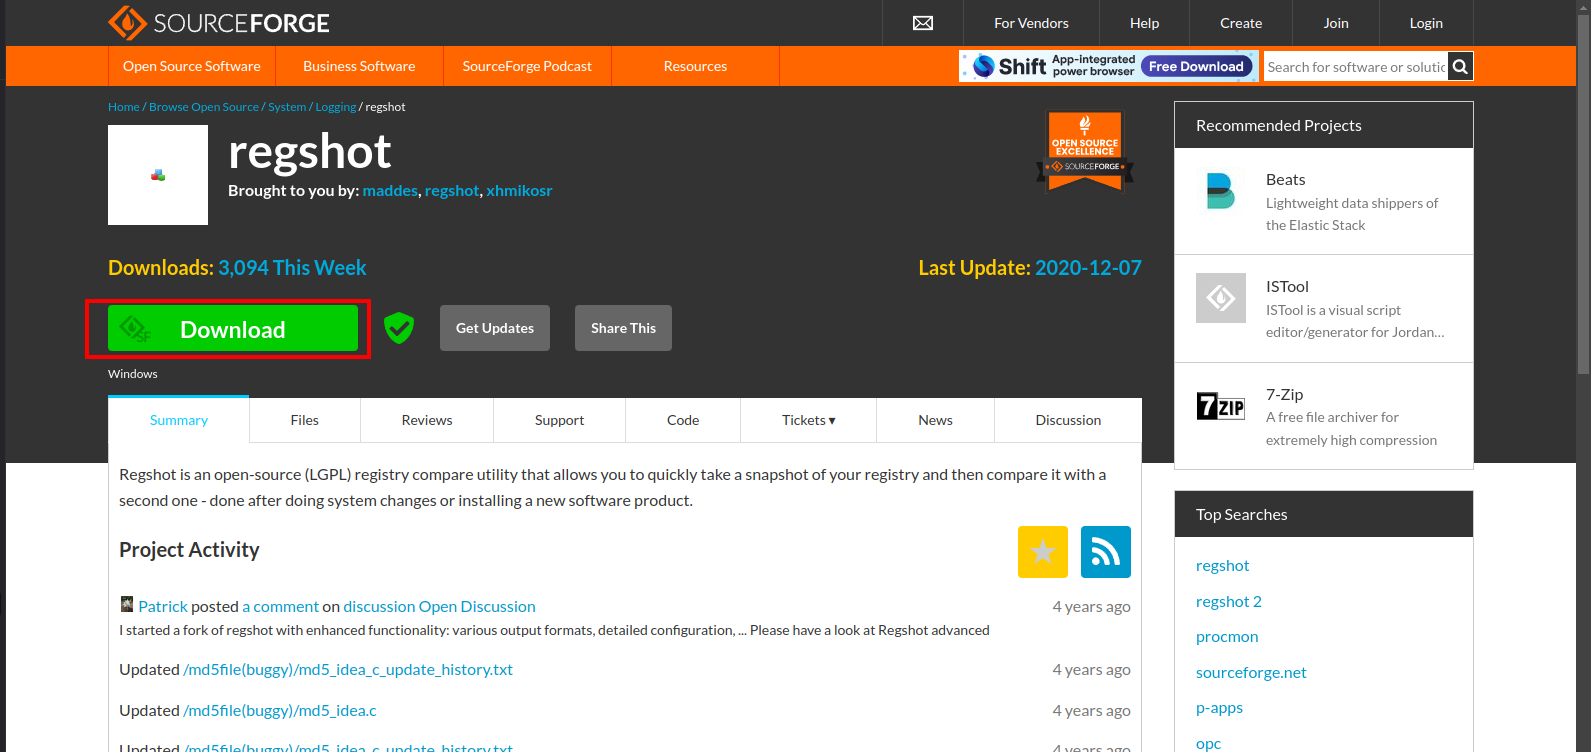 SOURCEFORGE
For Vendors
Help
Create
Join
Login
Open Source Software
Business Software
SourceForge Podcast
Resources
Shift
App-integrated
power browser
Free Download
Search for software or solutic
Home / Browse Open Source / System / Logging / regshot
regshot
Brought to you by: maddes, regshot, xhmikosr
OPEN SOURCE
EXCELLENCE
SOURCEFORGE
Downloads: 3,094 This Week
Last Update: 2020-12-07
SF
Download
Get Updates
Share This
Windows
Summary
Files
Reviews
Support
Code
Tickets ▾
News
Discussion
Regshot is an open-source (LGPL) registry compare utility that allows you to quickly take a snapshot of your registry and then compare it with a
second one - done after doing system changes or installing a new software product.
Project Activity
Patrick posted a comment on discussion Open Discussion
4 years ago
I started a fork of regshot with enhanced functionality: various output formats, detailed configuration, ... Please have a look at Regshot advanced
Updated /md5file(buggy)/md5_idea_c_update_history.txt
4 years ago
Updated /md5file(buggy)/md5_idea.c
4 years ago
Updated /md5file(buggy)/md5_idea_c_update_history.txt
4 years ago
Recommended Projects
Beats
Lightweight data shippers of
the Elastic Stack
ISTool
ISTool is a visual script
editor/generator for Jordan...
7ZIP
7-Zip
A free file archiver for
extremely high compression
Top Searches
regshot
regshot 2
procmon
sourceforge.net
p-apps
opc